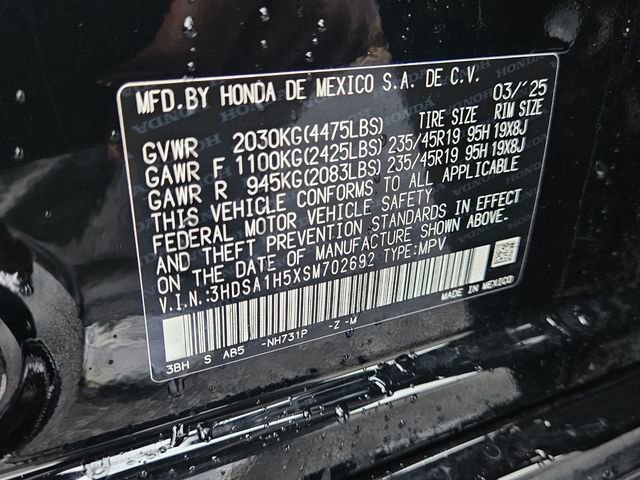 MFD.BY HONDA DE MEXICO S.A. DE C.V. 03/'25
TIRE SIZE RIM SIZE
GVWR 2030KG(4475LBS)
GAWR F 1100KG(2425LBS) 235/45R19 95H 19X8J
GAWR R 945KG(2083LBS) 235/45R19 95H 19X8J
THIS VEHICLE CONFORMS TO ALL APPLICABLE
FEDERAL MOTOR VEHICLE SAFETY
AND THEFT PREVENTION STANDARDS IN EFFECT
ON THE DATE OF MANUFACTURE SHOWN ABOVE.
V.I.N.:3HDSA1H5XSM702692 TYPE:MPV
MADE IN MEXICO
3BH S AB5 -NH731P -Z -M